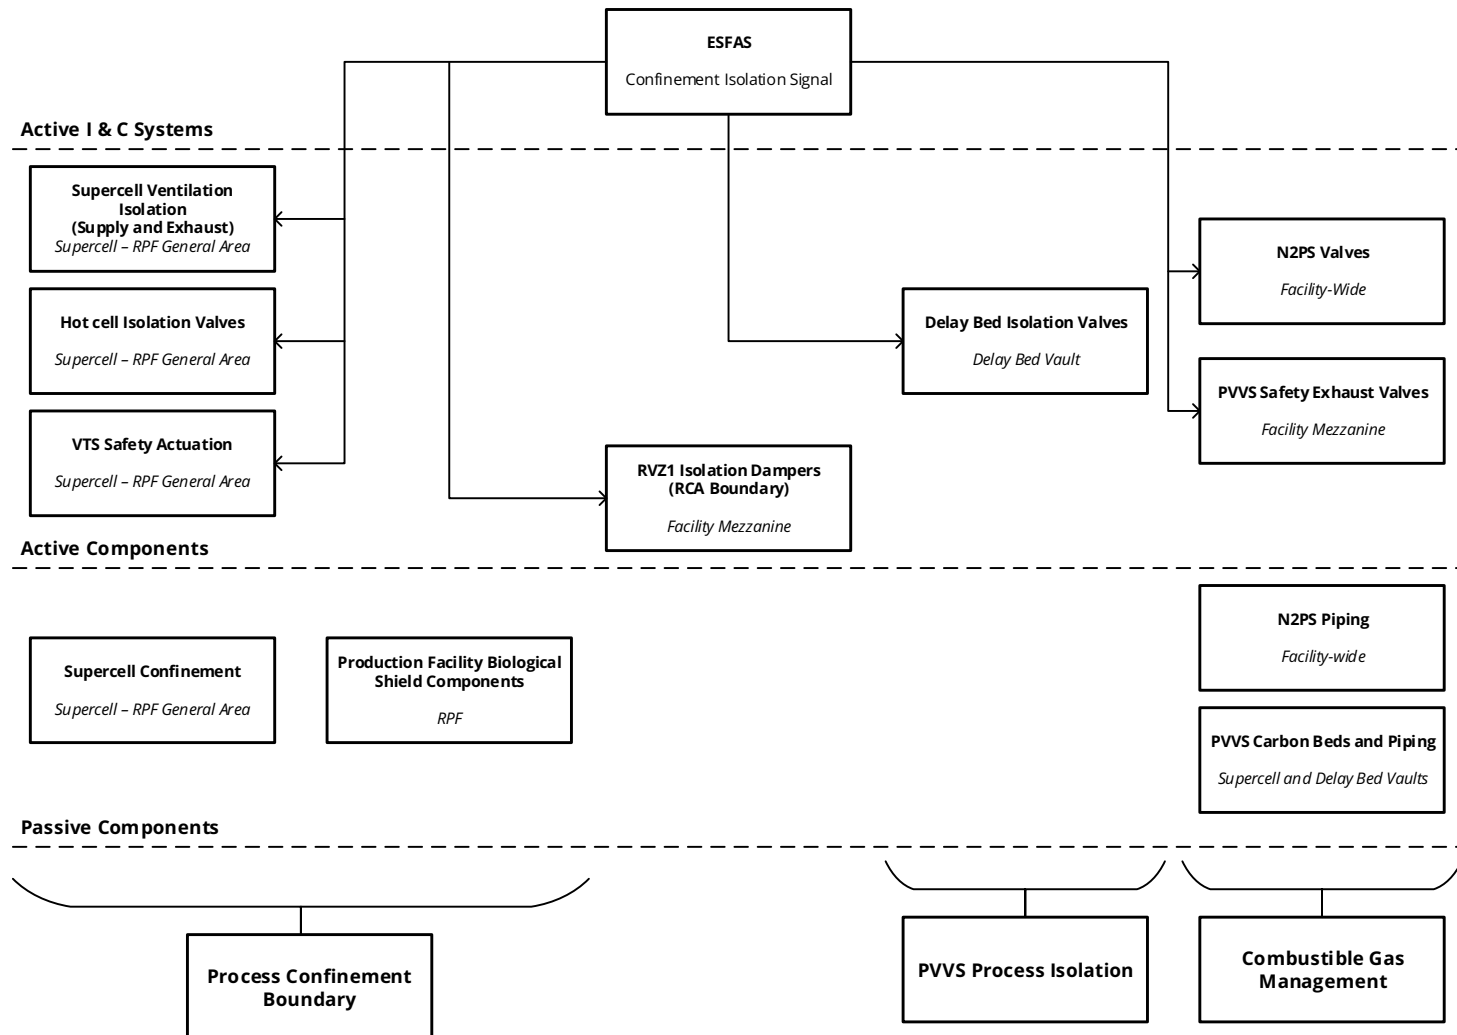 ESFAS
Confinement Isolation Signal
Active I & C Systems
Supercell Ventilation
Isolation
(Supply and Exhaust)
Supercell – RPF General Area
N2PS Valves
Facility-Wide
Hot cell Isolation Valves
Supercell – RPF General Area
Delay Bed Isolation Valves
Delay Bed Vault
PVVS Safety Exhaust Valves
Facility Mezzanine
VTS Safety Actuation
Supercell – RPF General Area
RVZ1 Isolation Dampers
(RCA Boundary)
Facility Mezzanine
Active Components
N2PS Piping
Facility-wide
Supercell Confinement
Supercell – RPF General Area
Production Facility Biological
Shield Components
RPF
PVVS Carbon Beds and Piping
Supercell and Delay Bed Vaults
Passive Components
Process Confinement
Boundary
PVVS Process Isolation
Combustible Gas
Management